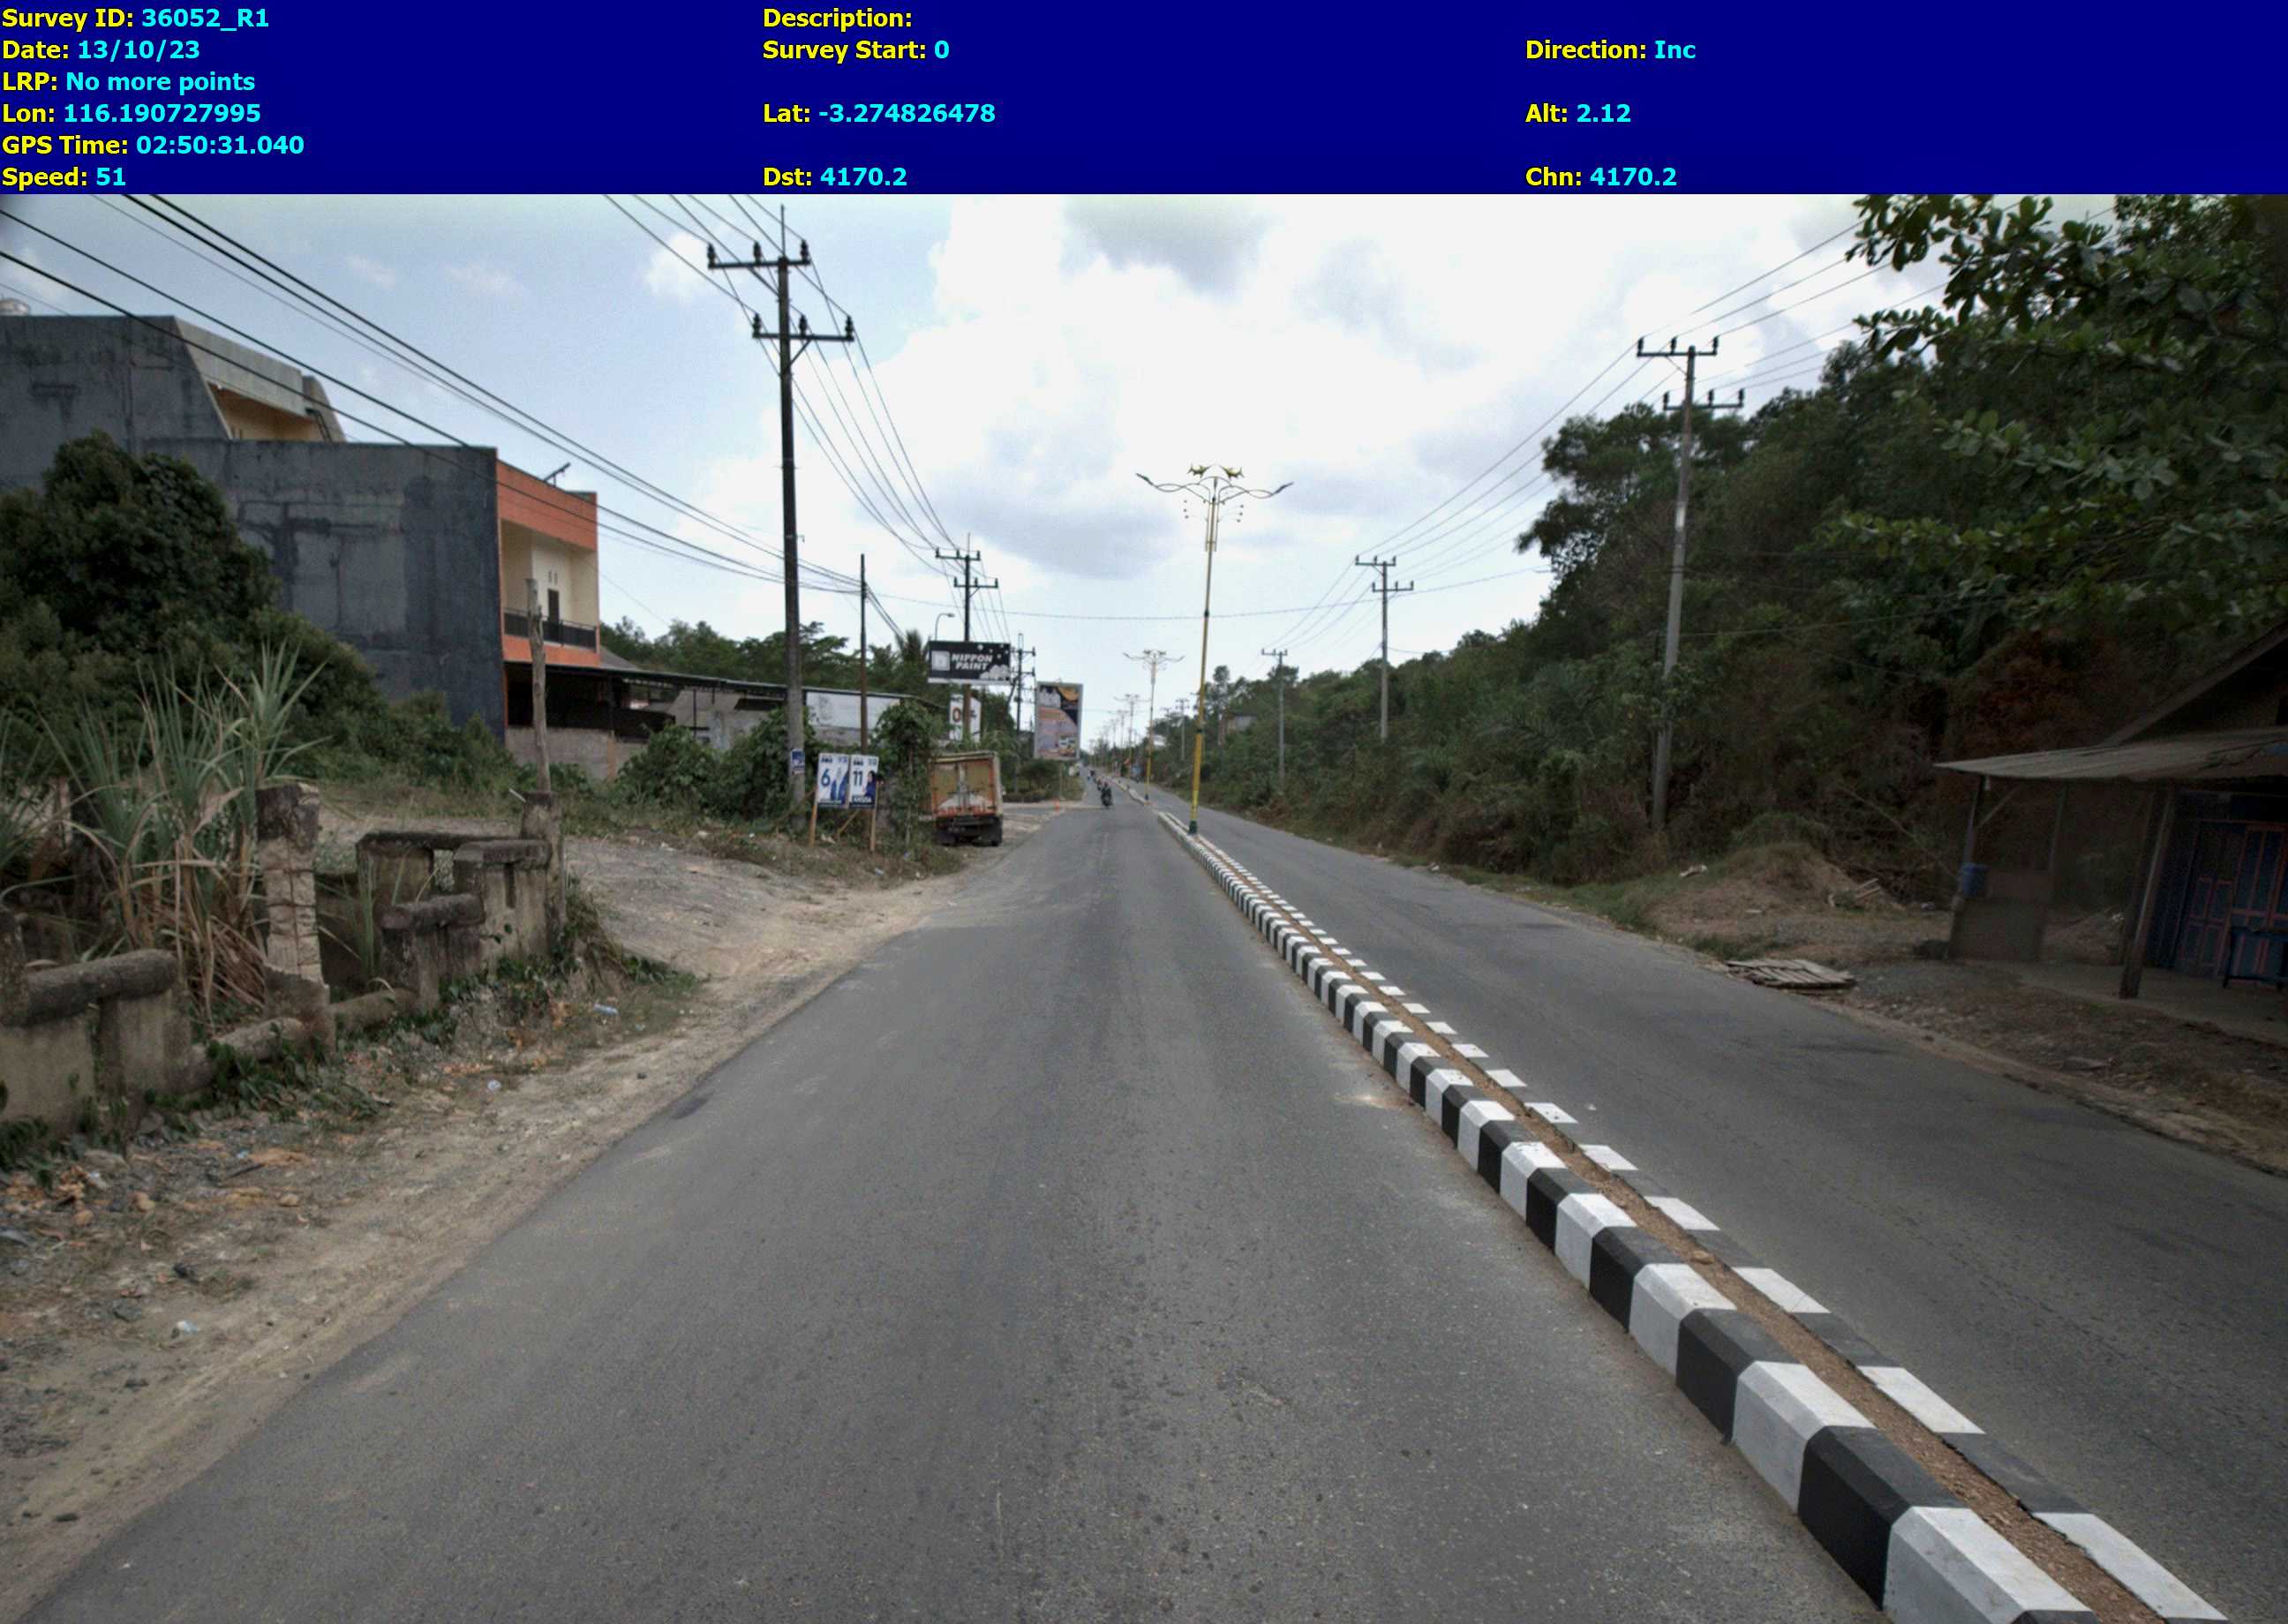 Survey ID: 36052_R1
Description:
Date: 13/10/23
Survey Start: 0
Direction: Inc
LRP: No more points
Lon: 116.190727995
Lat: -3.274826478
Alt: 2.12
GPS Time: 02:50:31.040
Speed: 51
Dst: 4170.2
Chn: 4170.2
NIPPON
PAINT
6
11